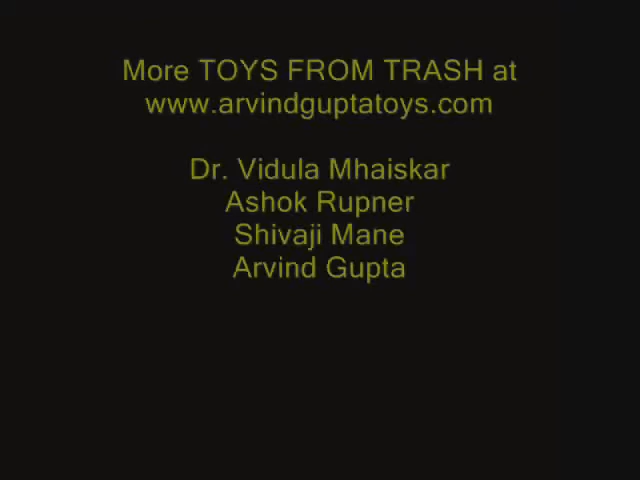 More TOYS FROM TRASH at
www.arvindguptatoys.com
Dr. Vidula Mhaiskar
Ashok Rupner
Shivaji Mane
Arvind Gupta